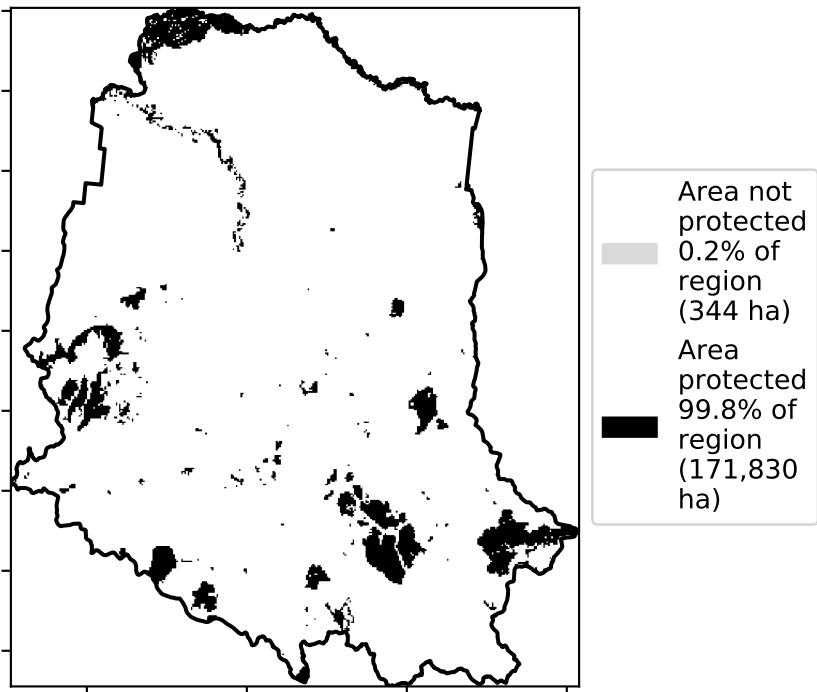 Area not
protected
0.2% of
region
(344 ha)
Area
protected
99.8% of
region
(171,830
ha)